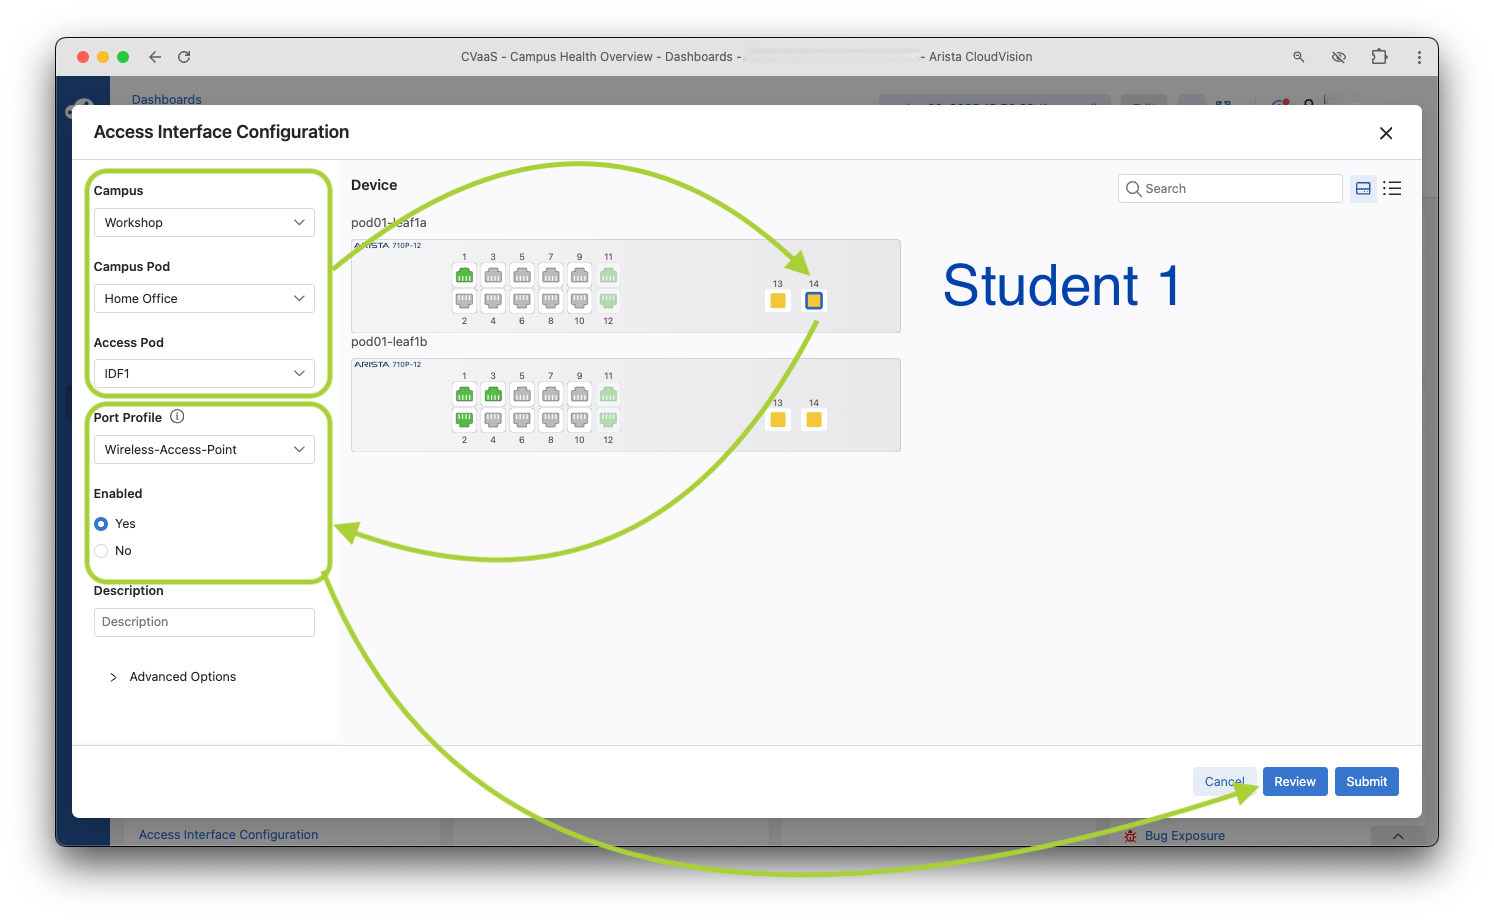 CVaaS - Campus Health Overview - Dashboards -
- Arista CloudVision
Dashboards
Access Interface Configuration
Campus
Workshop
Campus Pod
Home Office
Access Pod
IDF1
Port Profile
Wireless-Access-Point
Enabled
Yes
No
Description
Description
Advanced Options
Device
Search
pod01-leaf1a
ARISTA 710P-12
1 3 5 7 9 11
13 14
2 4 6 8 10 12
Student 1
pod01-leaf1b
ARISTA 710P-12
1 3 5 7 9 11
13 14
2 4 6 8 10 12
Cancel
Review
Submit
Access Interface Configuration
Bug Exposure